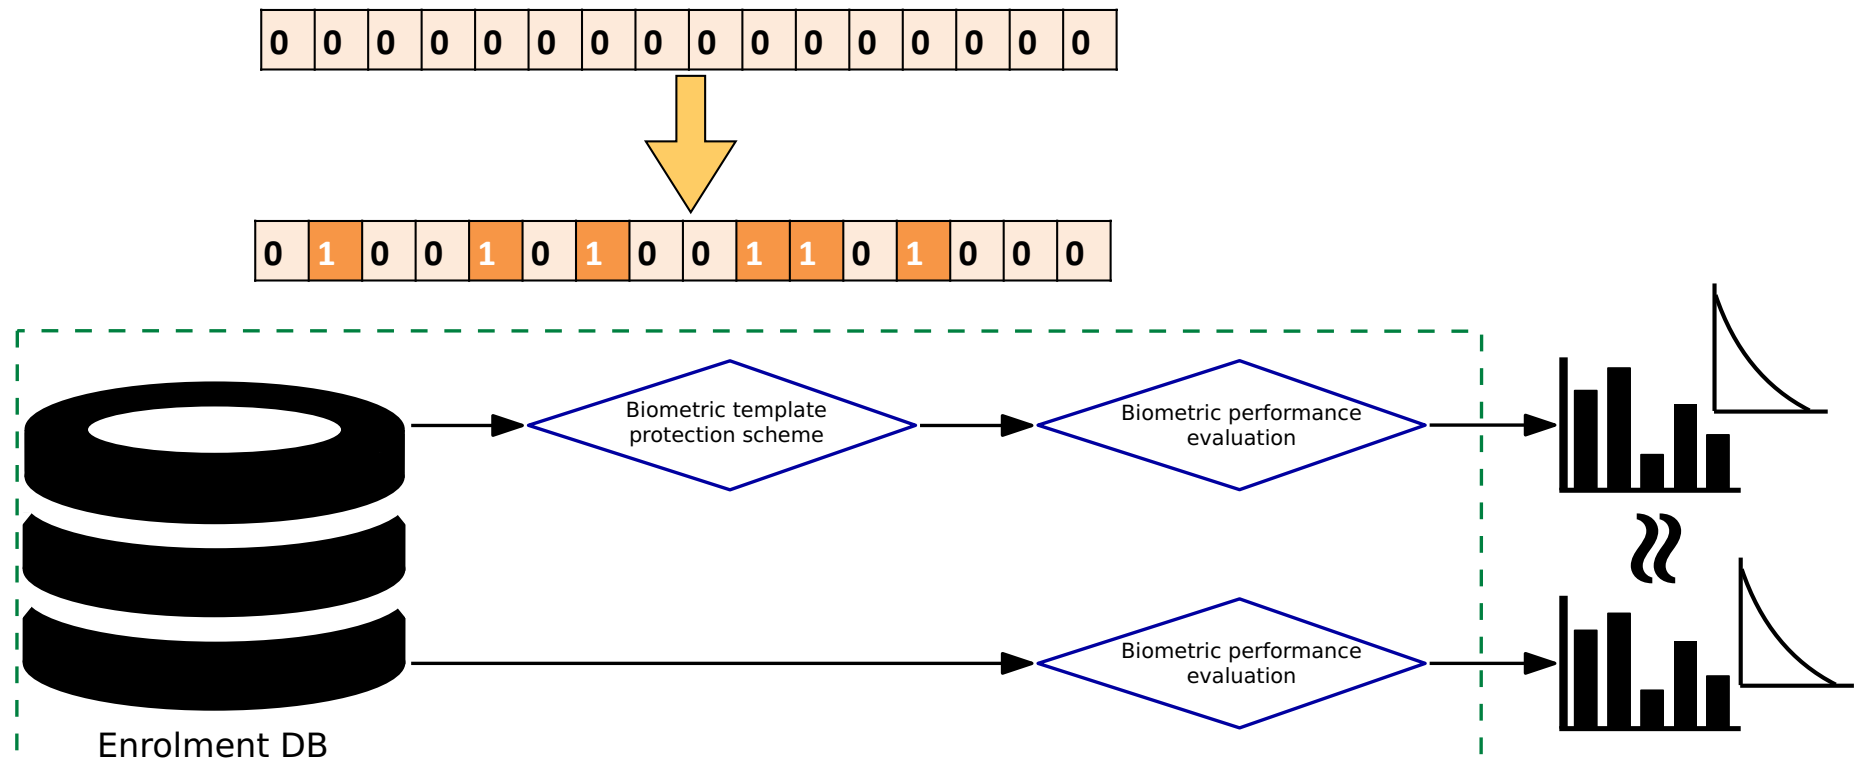 0 0 0 0 0 0 0 0 0 0 0 0 0 0 0 0
0 1 0 0 1 0 1 0 0 1 1 0 1 0 0 0
Biometric template
protection scheme
Biometric performance
evaluation
≈
Biometric performance
evaluation
Enrolment DB